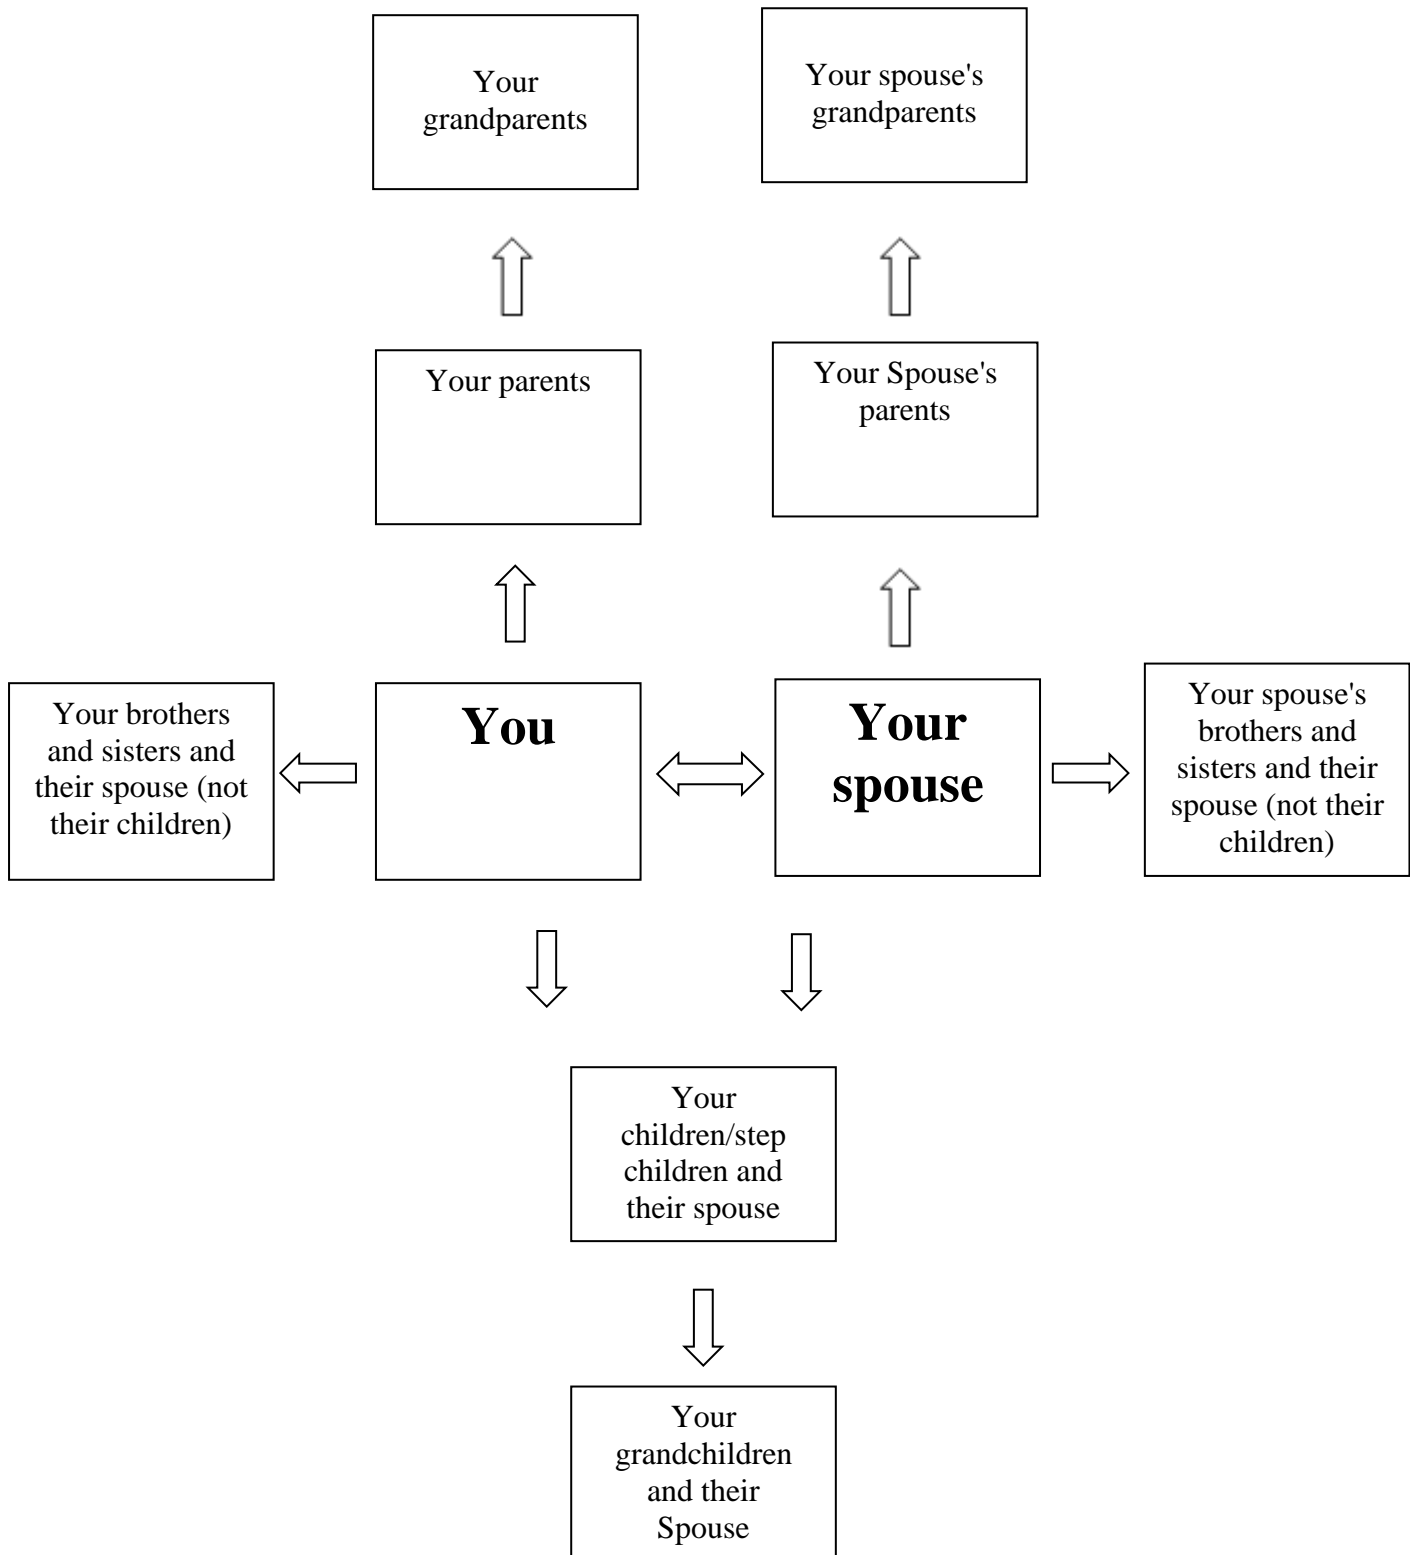 Your
grandparents
Your spouse's
grandparents
Your parents
Your Spouse's
parents
Your brothers
and sisters and
their spouse (not
their children)
You
Your
spouse
Your spouse's
brothers and
sisters and their
spouse (not their
children)
Your
children/step
children and
their spouse
Your
grandchildren
and their
Spouse